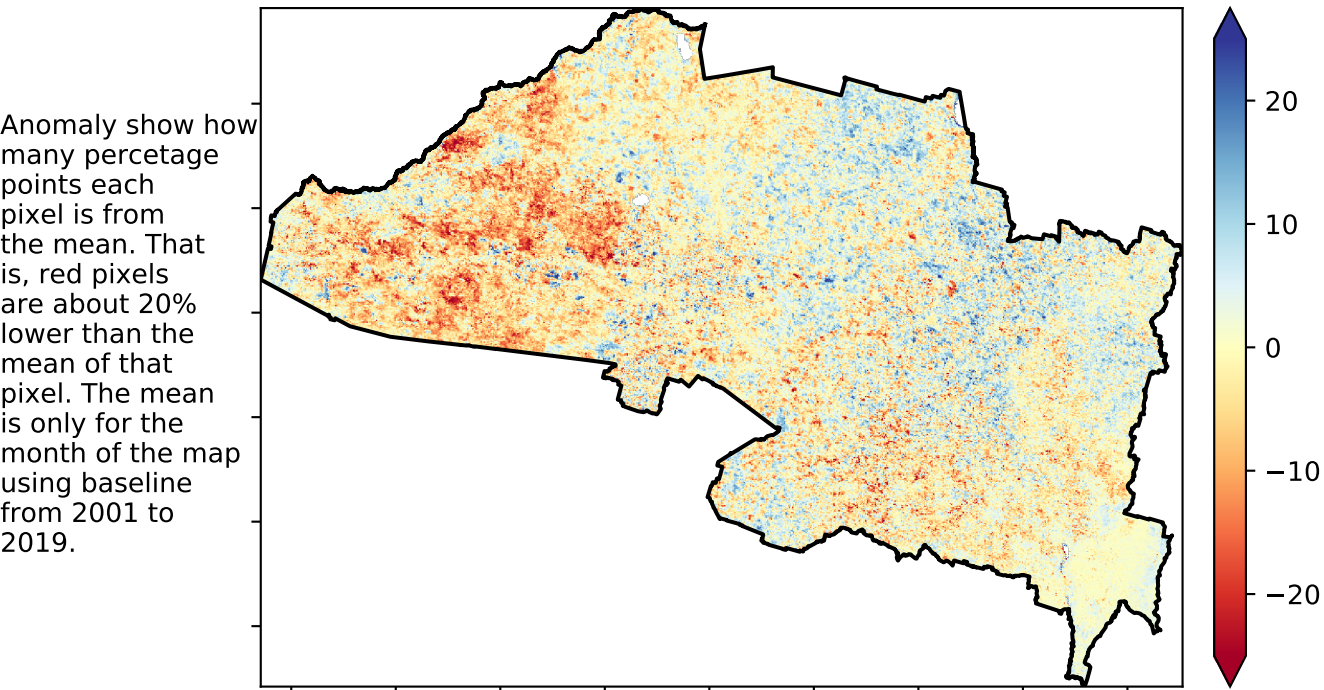 Anomaly show how
many percetage
points each
pixel is from
the mean. That
is, red pixels
are about 20%
lower than the
mean of that
pixel. The mean
is only for the
month of the map
using baseline
from 2001 to
2019.
20
10
0
−10
−20